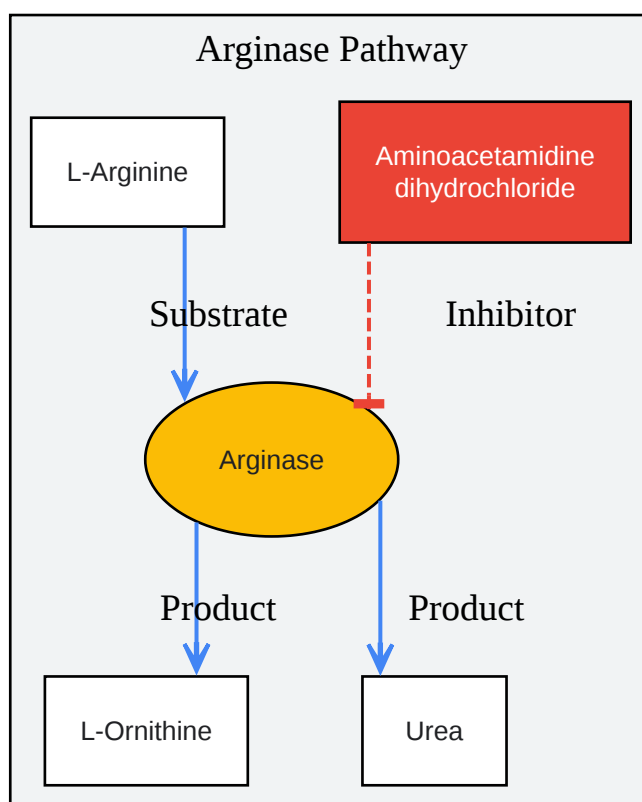 Arginase Pathway
L-Arginine
Aminoacetamidine
dihydrochloride
Substrate
Inhibitor
Arginase
Product
Product
L-Ornithine
Urea